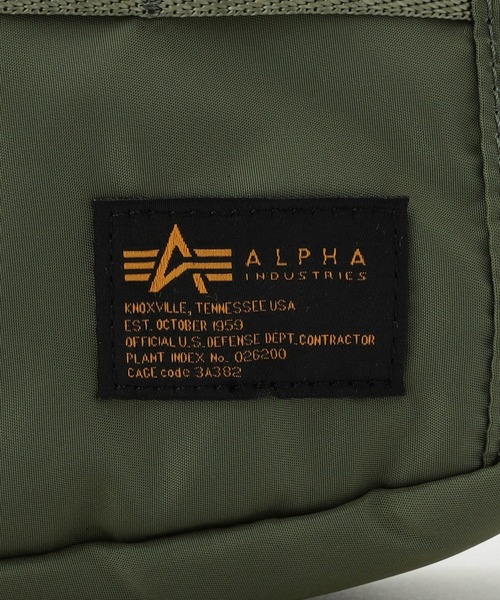 ALPHA
INDUSTRIES
KNOXVILLE, TENNESSEE USA
EST. OCTOBER 1959
OFFICIAL U.S. DEFENSE DEPT. CONTRACTOR
PLANT INDEX No. 026200
CAGE code 3A382